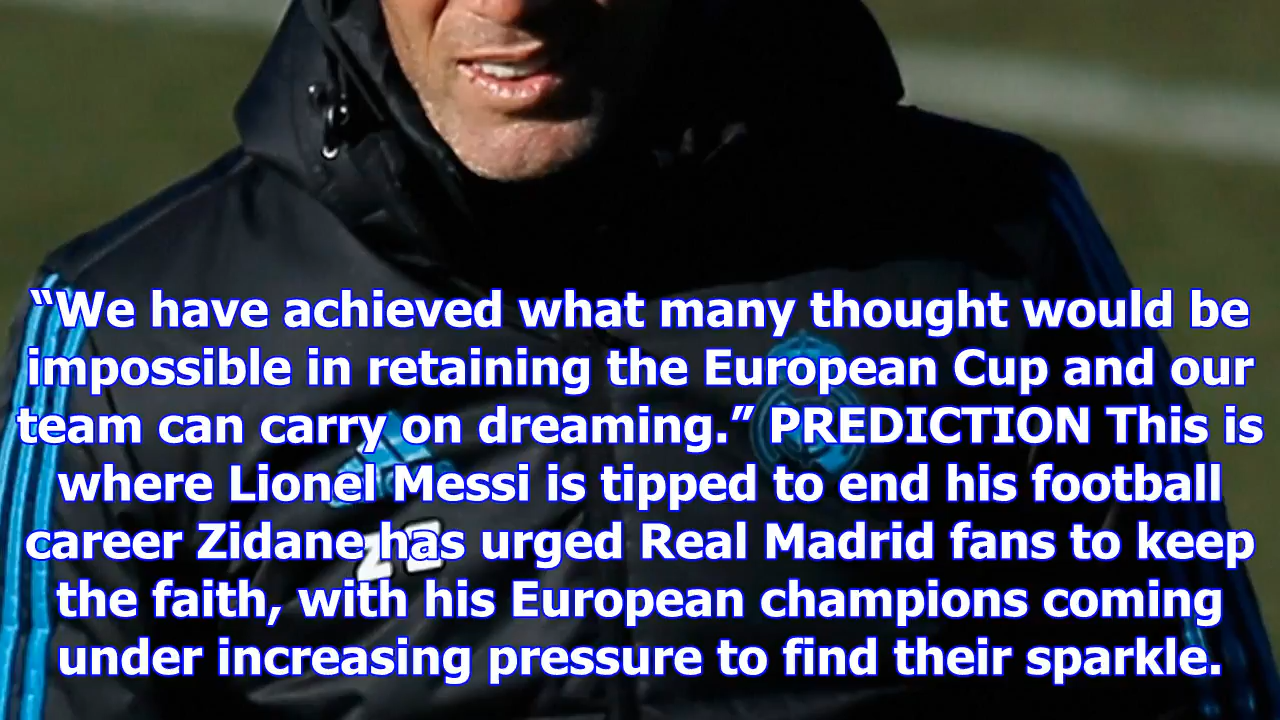 “We have achieved what many thought would be
impossible in retaining the European Cup and our
team can carry on dreaming.” PREDICTION This is
where Lionel Messi is tipped to end his football
career Zidane has urged Real Madrid fans to keep
the faith, with his European champions coming
under increasing pressure to find their sparkle.
ZZ